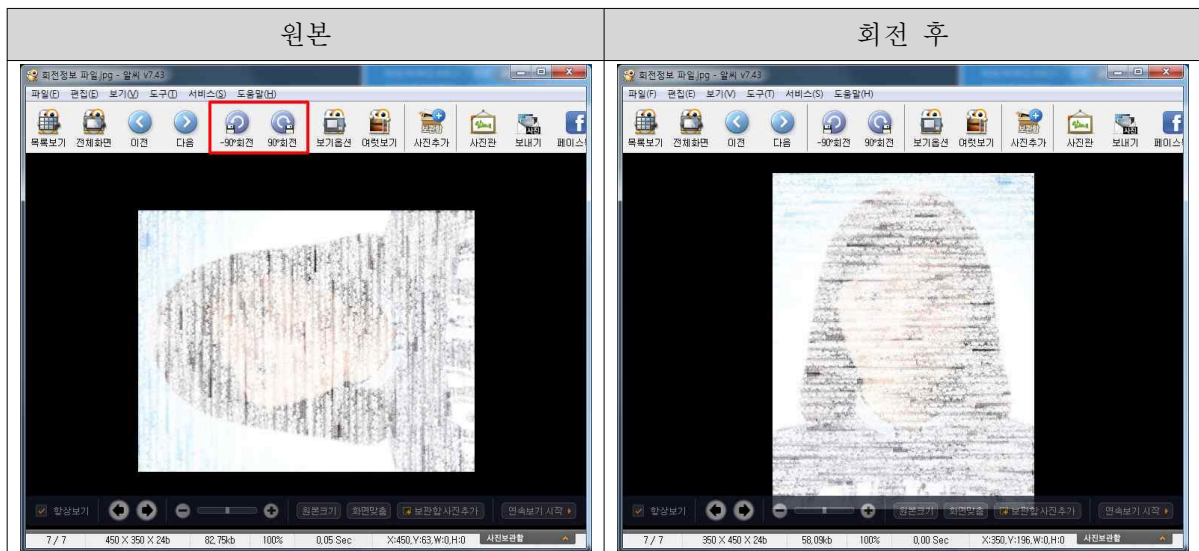 원본
회전 후
회전정보 파일.jpg - 알씨 v7.43
파일(F) 편집(E) 보기(V) 도구(T) 서비스(S) 도움말(H)
목록보기 전체화면 이전 다음 -90°회전 90°회전 보기옵션 여럿보기 사진추가 사진판 보내기
항상보기 원본크기 화면맞춤 보관함사진추가 연속보기 시작
7 / 7 450 X 350 X 24b 82,75kb 100% 0,05 Sec X:450,Y:63,W:0,H:0 사진보관함
회전정보 파일.jpg - 알씨 v7.43
파일(F) 편집(E) 보기(V) 도구(T) 서비스(S) 도움말(H)
목록보기 전체화면 이전 다음 -90°회전 90°회전 보기옵션 여럿보기 사진추가 사진판 보내기
항상보기 원본크기 화면맞춤 보관함사진추가 연속보기 시작
7 / 7 350 X 450 X 24b 58,09kb 100% 0,00 Sec X:350,Y:196,W:0,H:0 사진보관함